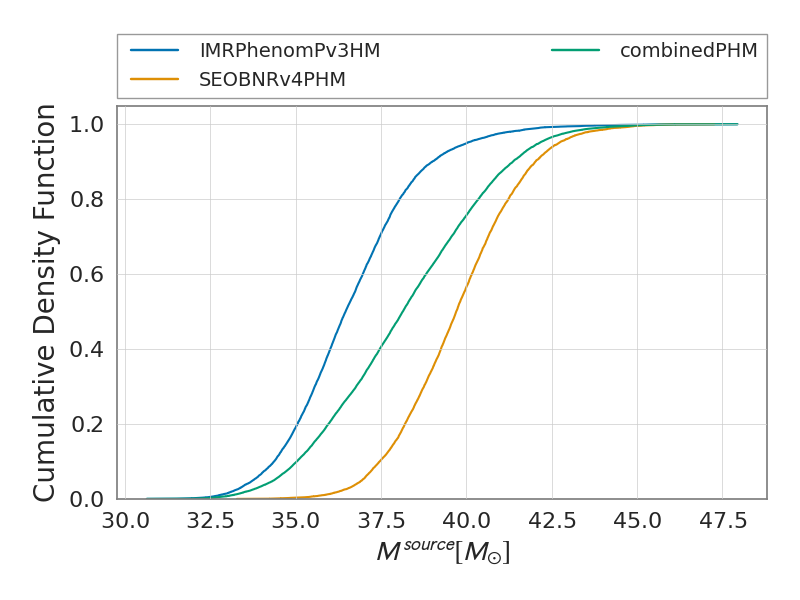 IMRPhenomPv3HM
SEOBNRv4PHM
combinedPHM
Cumulative Density Function
1.0
0.8
0.6
0.4
0.2
0.0
30.0 32.5 35.0 37.5 40.0 42.5 45.0 47.5
M^source[M_⊙]